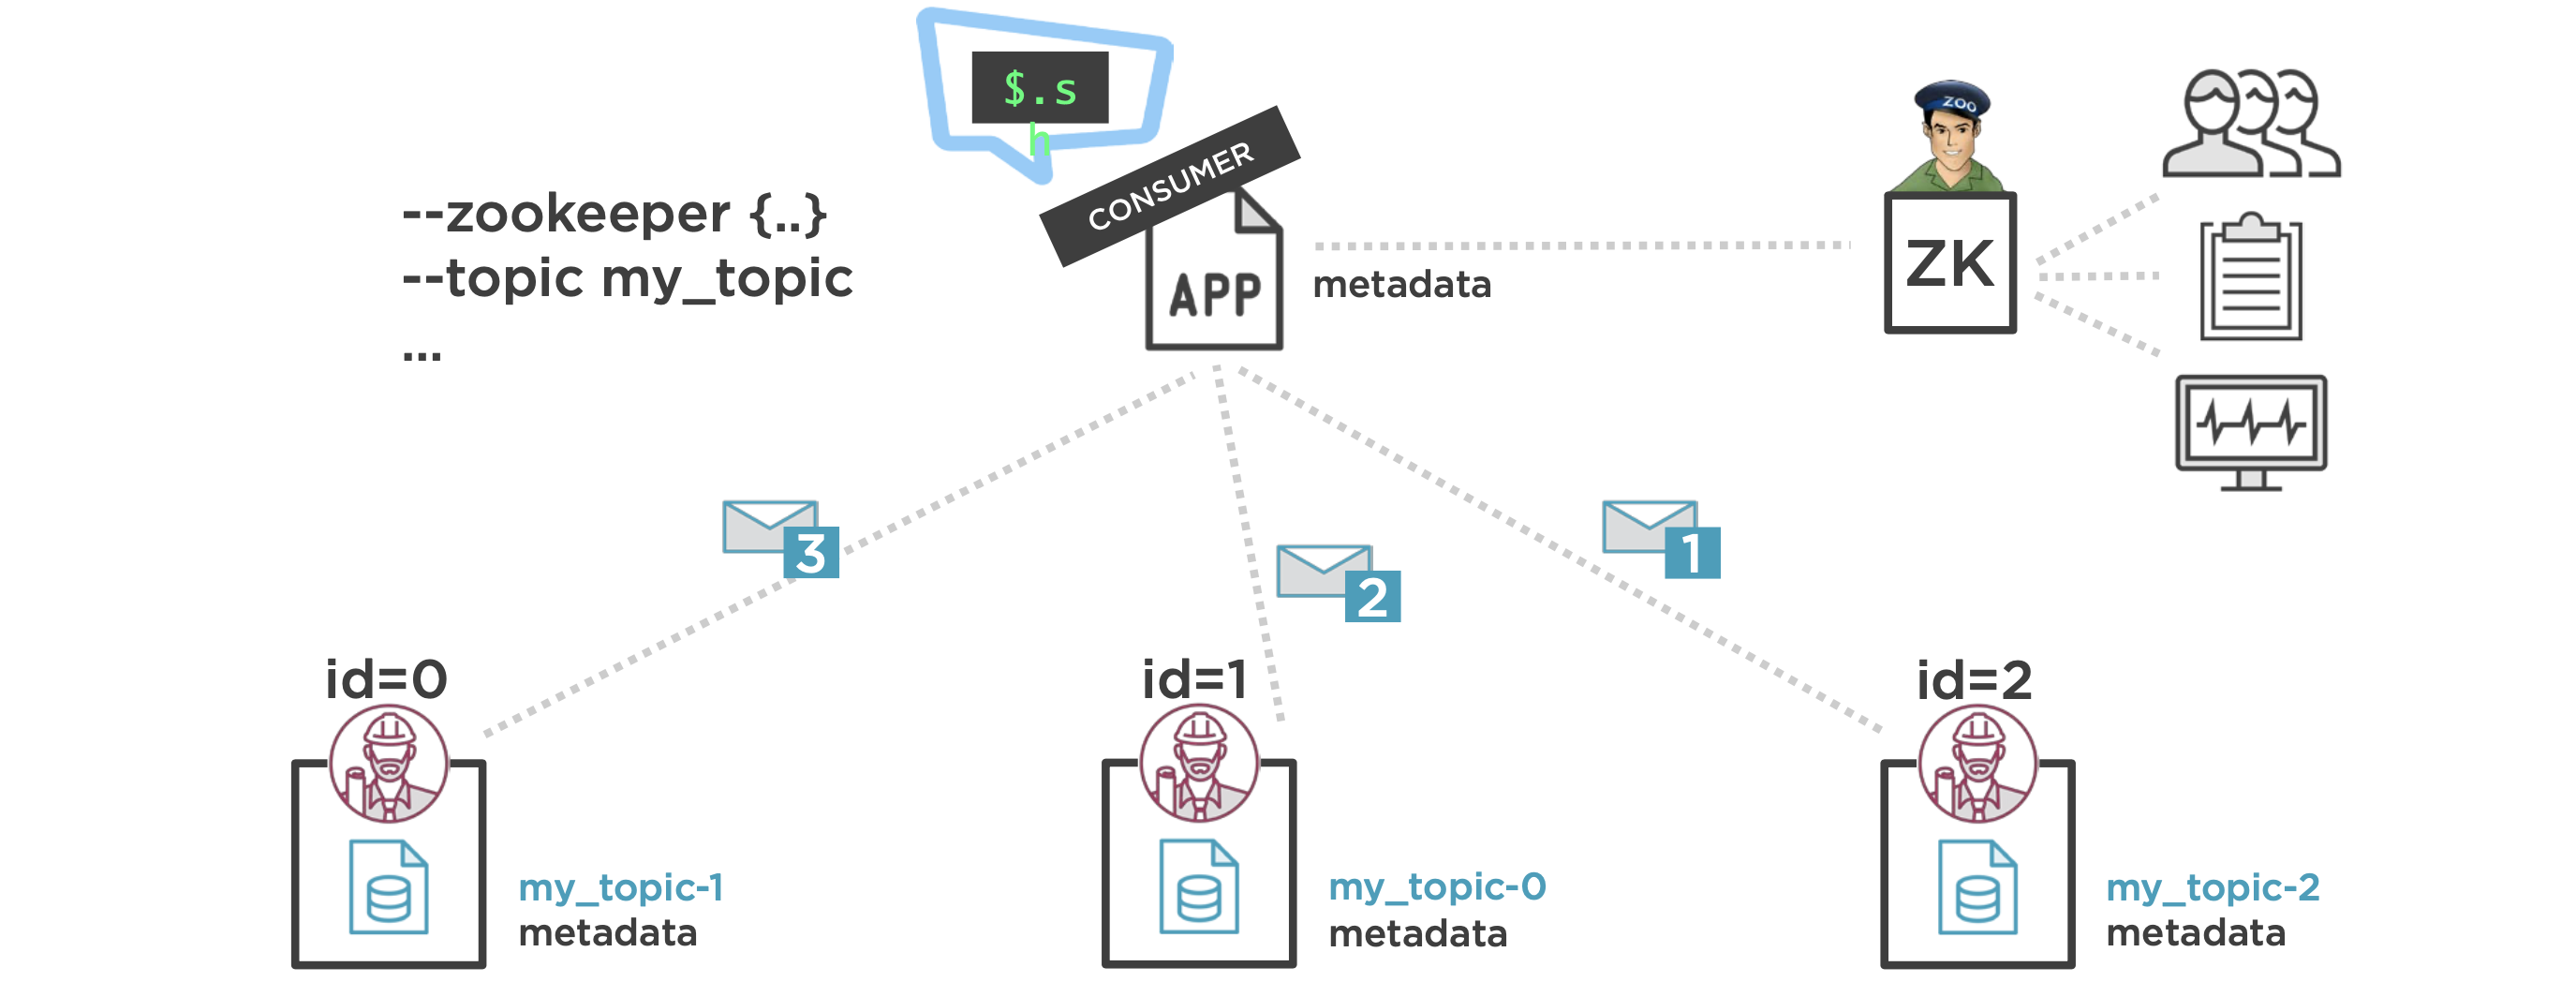 $.s
h
CONSUMER
ZOO
--zookeeper {..}
--topic my_topic
...
APP
metadata
ZK
3
2
1
id=0
id=1
id=2
my_topic-1
metadata
my_topic-0
metadata
my_topic-2
metadata